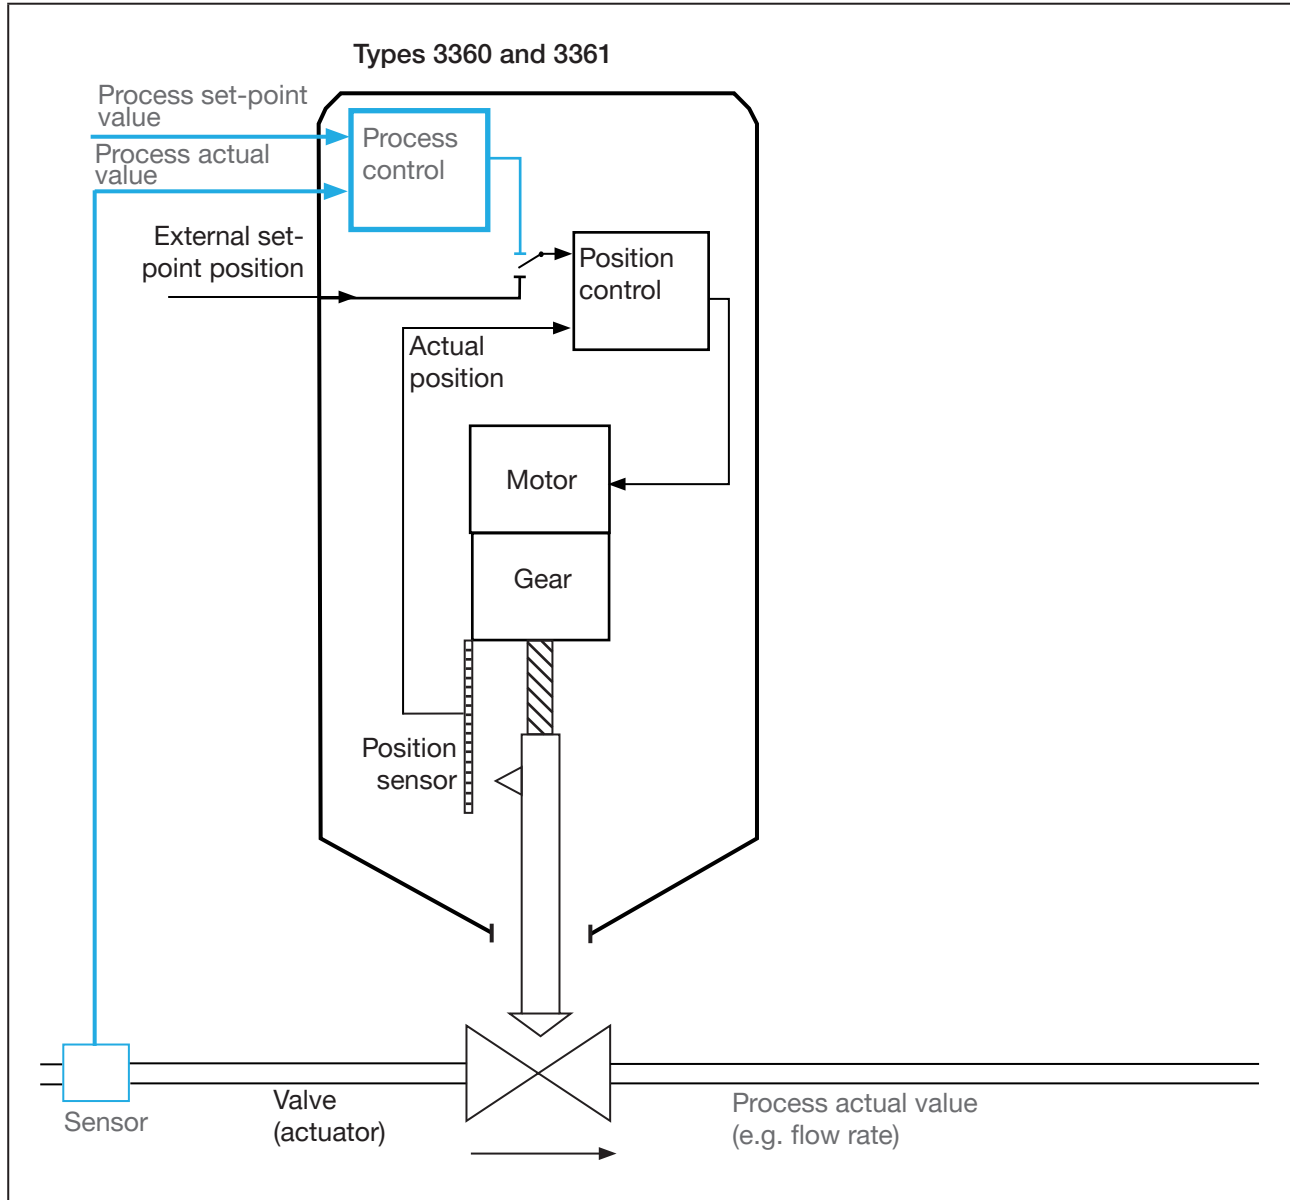 Types 3360 and 3361
Process set-point
value
Process actual
value
Process
control
External set-
point position
Position
control
Actual
position
Motor
Gear
Position
sensor
Sensor
Valve
(actuator)
Process actual value
(e.g. flow rate)